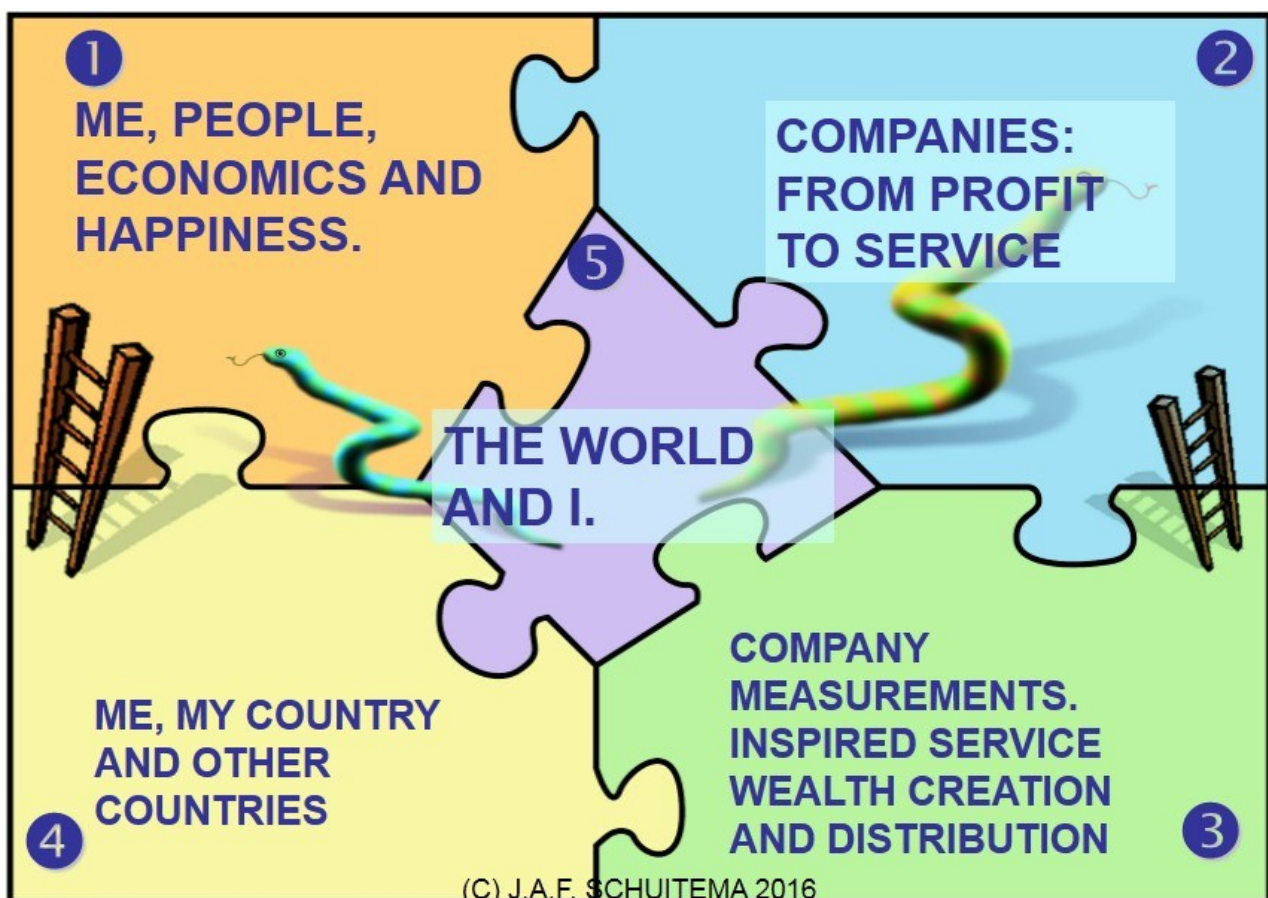 1
ME, PEOPLE,
ECONOMICS AND
HAPPINESS.
2
COMPANIES:
FROM PROFIT
TO SERVICE
5
THE WORLD
AND I.
COMPANY
MEASUREMENTS.
INSPIRED SERVICE
WEALTH CREATION
AND DISTRIBUTION
3
ME, MY COUNTRY
AND OTHER
COUNTRIES
4
(C) J.A.F. SCHUITEMA 2016